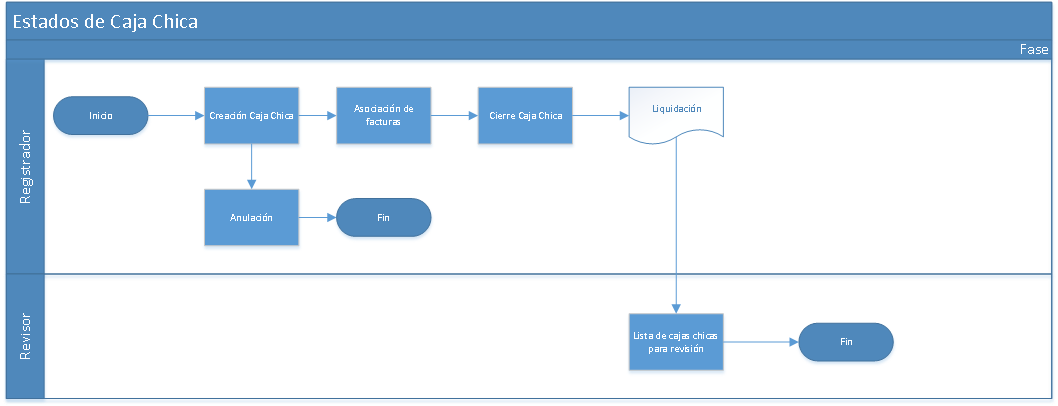 Estados de Caja Chica
Fase
Registrador
Inicio
Creación Caja Chica
Asociación de
facturas
Cierre Caja Chica
Liquidación
Anulación
Fin
Revisor
Lista de cajas chicas
para revisión
Fin